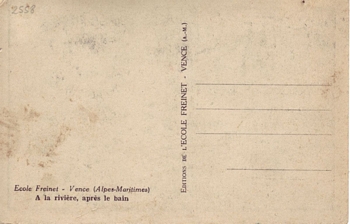 2558
Ecole Freinet - Vence (Alpes-Maritimes)
A la rivière, après le bain
EDITIONS DE L'ECOLE FREINET - VENCE (A.-M.)